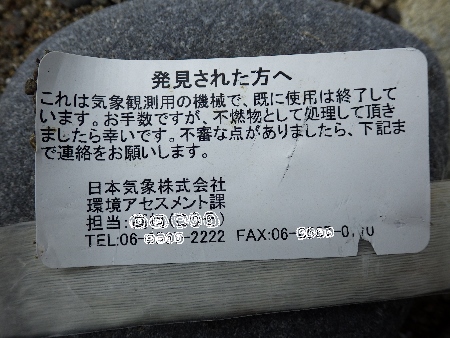 発見された方へ
これは気象観測用の機械で、既に使用は終了して
います。お手数ですが、不燃物として処理して頂き
ましたら幸いです。不審な点がありましたら、下記ま
で連絡をお願いします。
日本気象株式会社
環境アセスメント課
担当:
TEL:06- -2222 FAX:06-